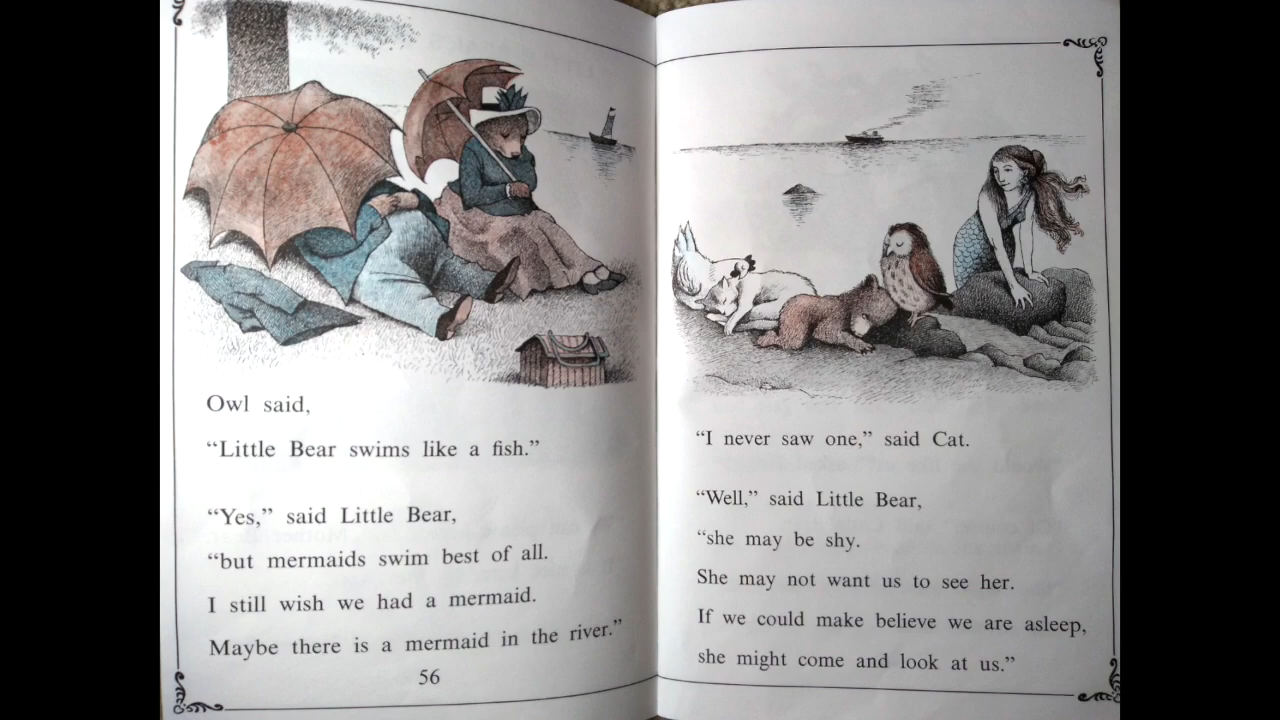 Owl said,
“Little Bear swims like a fish.”
“Yes,” said Little Bear,
“but mermaids swim best of all.
I still wish we had a mermaid.
Maybe there is a mermaid in the river.”
56
“I never saw one,” said Cat.
“Well,” said Little Bear,
“she may be shy.
She may not want us to see her.
If we could make believe we are asleep,
she might come and look at us.”